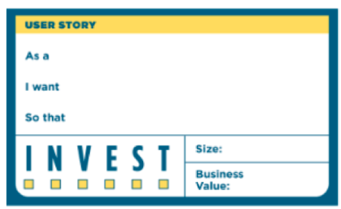 USER STORY
As a
I want
So that
INVEST
Size:
Business
Value: